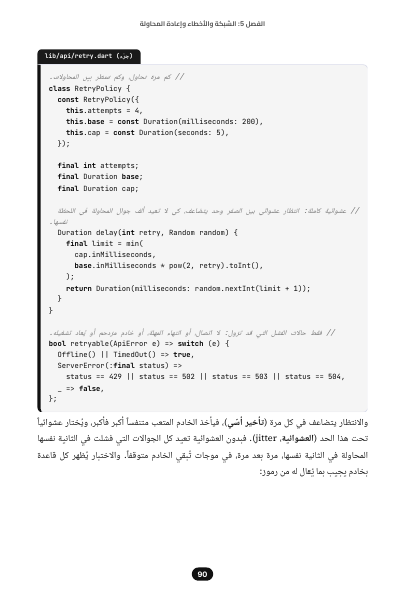 الفصل 5: الشبكة والأخطاء وإعادة المحاولة
lib/api/retry.dart (جزء)
// كم مرة نحاول، وكم ننتظر بين المحاولات.
class RetryPolicy {
const RetryPolicy({
this.attempts = 4,
this.base = const Duration(milliseconds: 200),
this.cap = const Duration(seconds: 5),
});
final int attempts;
final Duration base;
final Duration cap;
// عشوائية كاملة: انتظار عشوائي بين الصفر وحد يتضاعف، كي لا تعيد ألف جوال المحاولة في اللحظة
نفسها.
Duration delay(int retry, Random random) {
final limit = min(
cap.inMilliseconds,
base.inMilliseconds * pow(2, retry).toInt(),
);
return Duration(milliseconds: random.nextInt(limit + 1));
}
}
// فقط حالات الفشل التي قد تزول: لا اتصال، أو انتهاء المهلة، أو خادم مزدحم أو يُعاد تشغيله.
bool retryable(ApiError e) => switch (e) {
Offline() || TimedOut() => true,
ServerError(:final status) =>
status == 429 || status == 502 || status == 503 || status == 504,
_ => false,
};
والانتظار يتضاعف في كل مرة (تأخير أُسّي)، فيأخذ الخادم المتعب متنفساً أكبر فأكبر، ويُختار عشوائياً
تحت هذا الحد (العشوائية، jitter). فبدون العشوائية تعيد كل الجوالات التي فشلت في الثانية نفسها
المحاولة في الثانية نفسها، مرة بعد مرة، في موجات تُبقي الخادم متوقفاً. والاختبار يُظهر كل قاعدة
بخادم يجيب بما يُقال له من رموز:
90